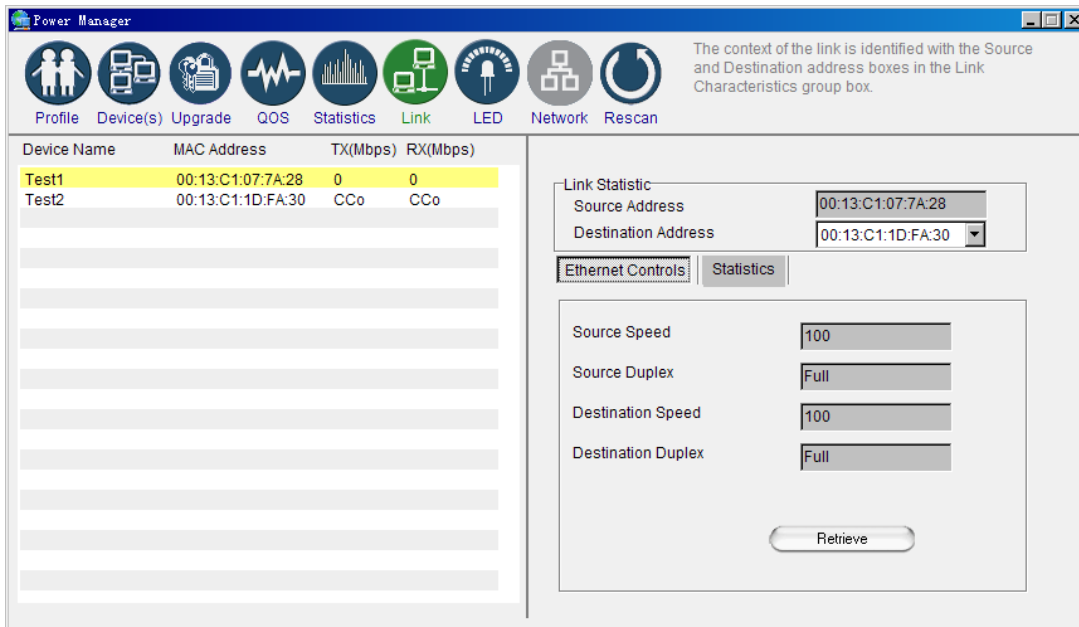 Power Manager
Profile Device(s) Upgrade QOS Statistics Link LED Network Rescan
The context of the link is identified with the Source
and Destination address boxes in the Link
Characteristics group box.
Device Name MAC Address TX(Mbps) RX(Mbps)
Test1 00:13:C1:07:7A:28 0 0
Test2 00:13:C1:1D:FA:30 CCo CCo
Link Statistic
Source Address 00:13:C1:07:7A:28
Destination Address 00:13:C1:1D:FA:30
Ethernet Controls Statistics
Source Speed 100
Source Duplex Full
Destination Speed 100
Destination Duplex Full
Retrieve